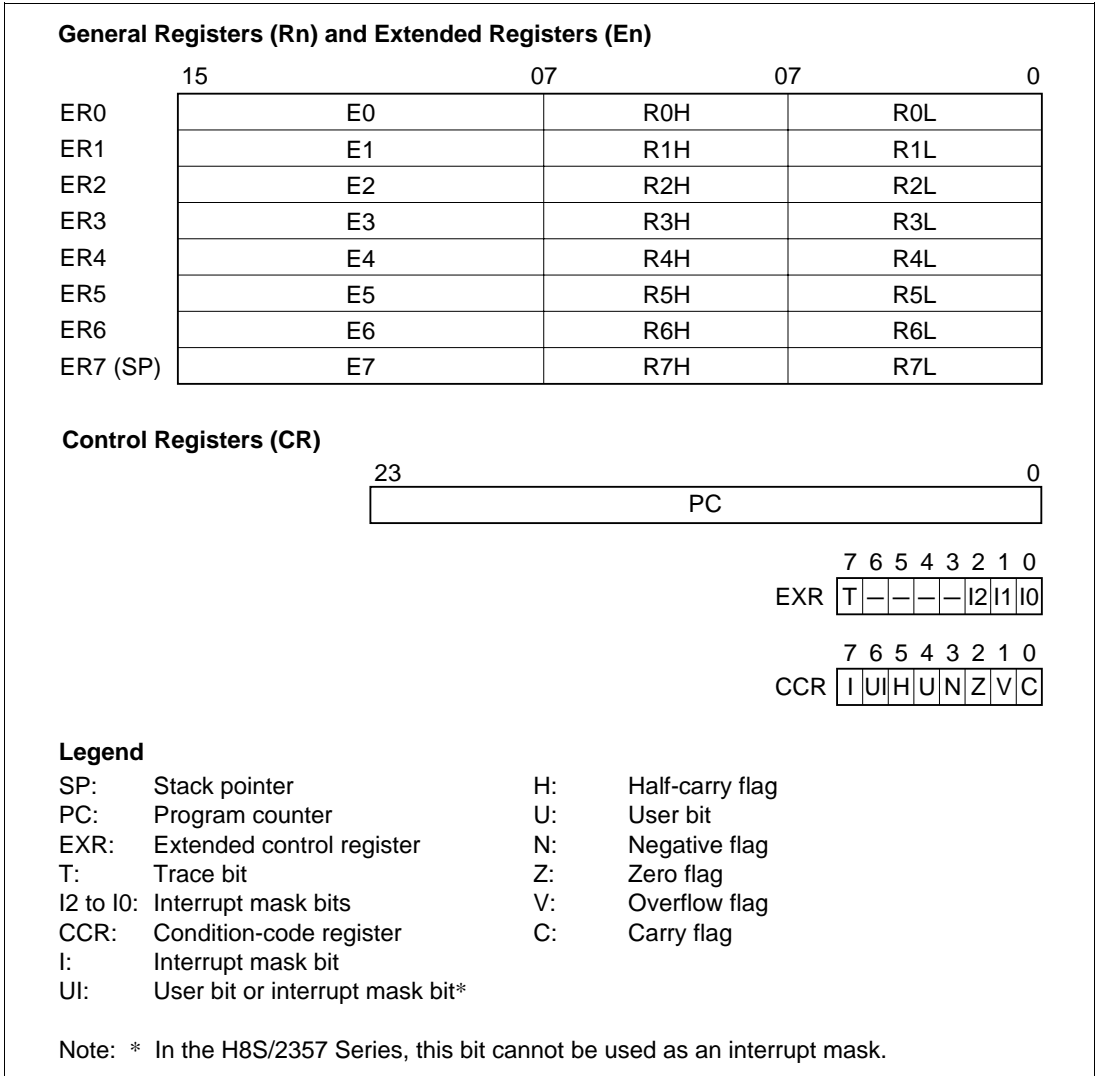 General Registers (Rn) and Extended Registers (En)
15 07 07 0
ER0 E0 R0H R0L
ER1 E1 R1H R1L
ER2 E2 R2H R2L
ER3 E3 R3H R3L
ER4 E4 R4H R4L
ER5 E5 R5H R5L
ER6 E6 R6H R6L
ER7 (SP) E7 R7H R7L
Control Registers (CR)
23 0
PC
7 6 5 4 3 2 1 0
EXR T — — — — I2 I1 I0
7 6 5 4 3 2 1 0
CCR I UI H U N Z V C
Legend
SP: Stack pointer H: Half-carry flag
PC: Program counter U: User bit
EXR: Extended control register N: Negative flag
T: Trace bit Z: Zero flag
I2 to I0: Interrupt mask bits V: Overflow flag
CCR: Condition-code register C: Carry flag
I: Interrupt mask bit
UI: User bit or interrupt mask bit*
Note: * In the H8S/2357 Series, this bit cannot be used as an interrupt mask.